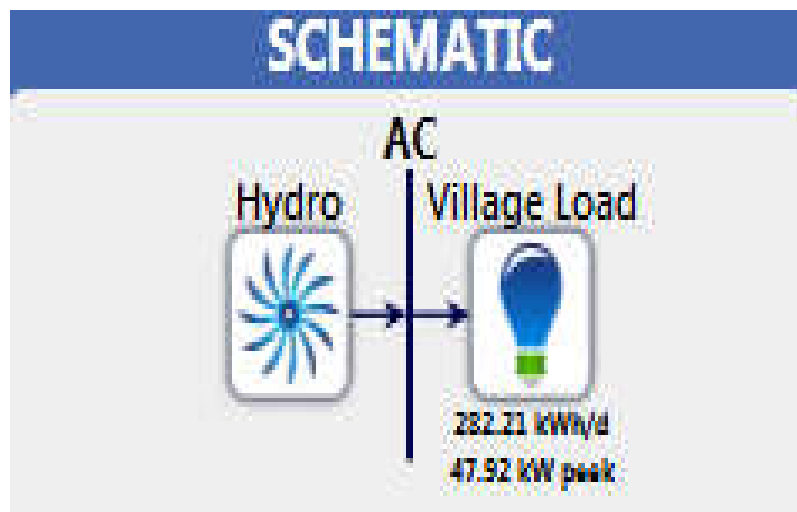 SCHEMATIC
AC
Hydro Village Load
282.21 kWh/d
47.92 kW peak